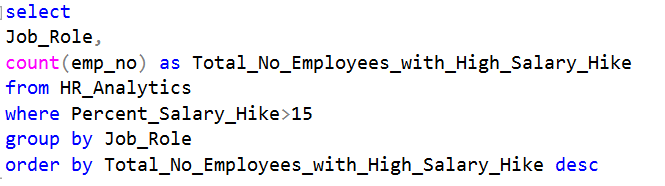 select
Job_Role,
count(emp_no) as Total_No_Employees_with_High_Salary_Hike
from HR_Analytics
where Percent_Salary_Hike>15
group by Job_Role
order by Total_No_Employees_with_High_Salary_Hike desc